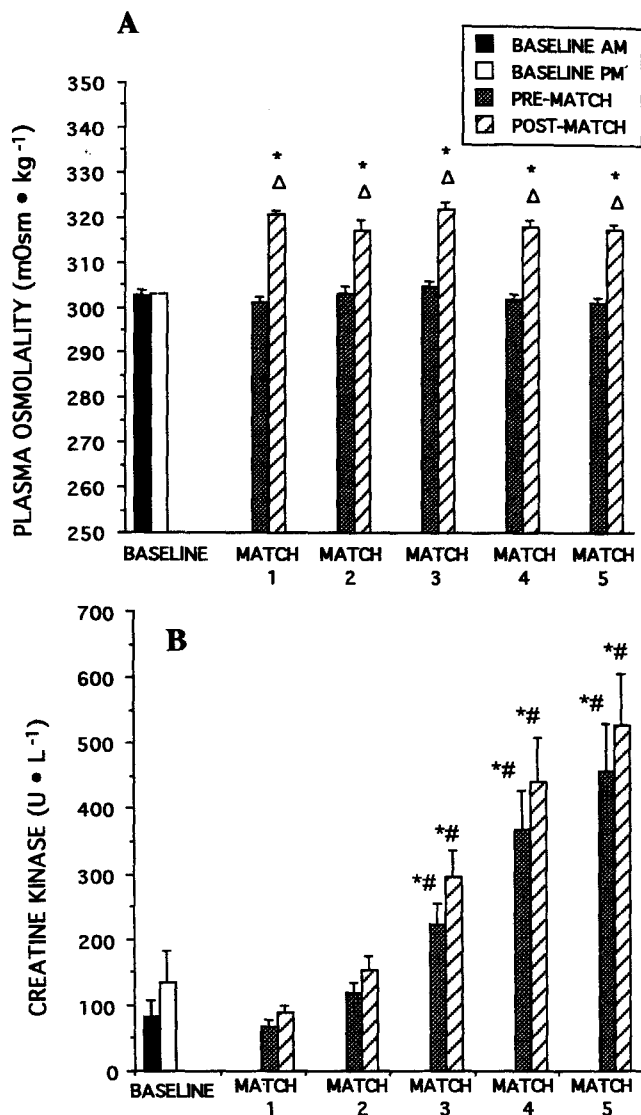 A
BASELINE AM
BASELINE PM
PRE-MATCH
POST-MATCH
PLASMA OSMOLALITY (mOsm • kg-1)
350
340
330
320
310
300
290
280
270
260
250
* * * * *
Δ Δ Δ Δ Δ
BASELINE MATCH 1 MATCH 2 MATCH 3 MATCH 4 MATCH 5
B
CREATINE KINASE (U • L-1)
700
600
500
400
300
200
100
0
*# *# *# *# *# *#
BASELINE MATCH 1 MATCH 2 MATCH 3 MATCH 4 MATCH 5